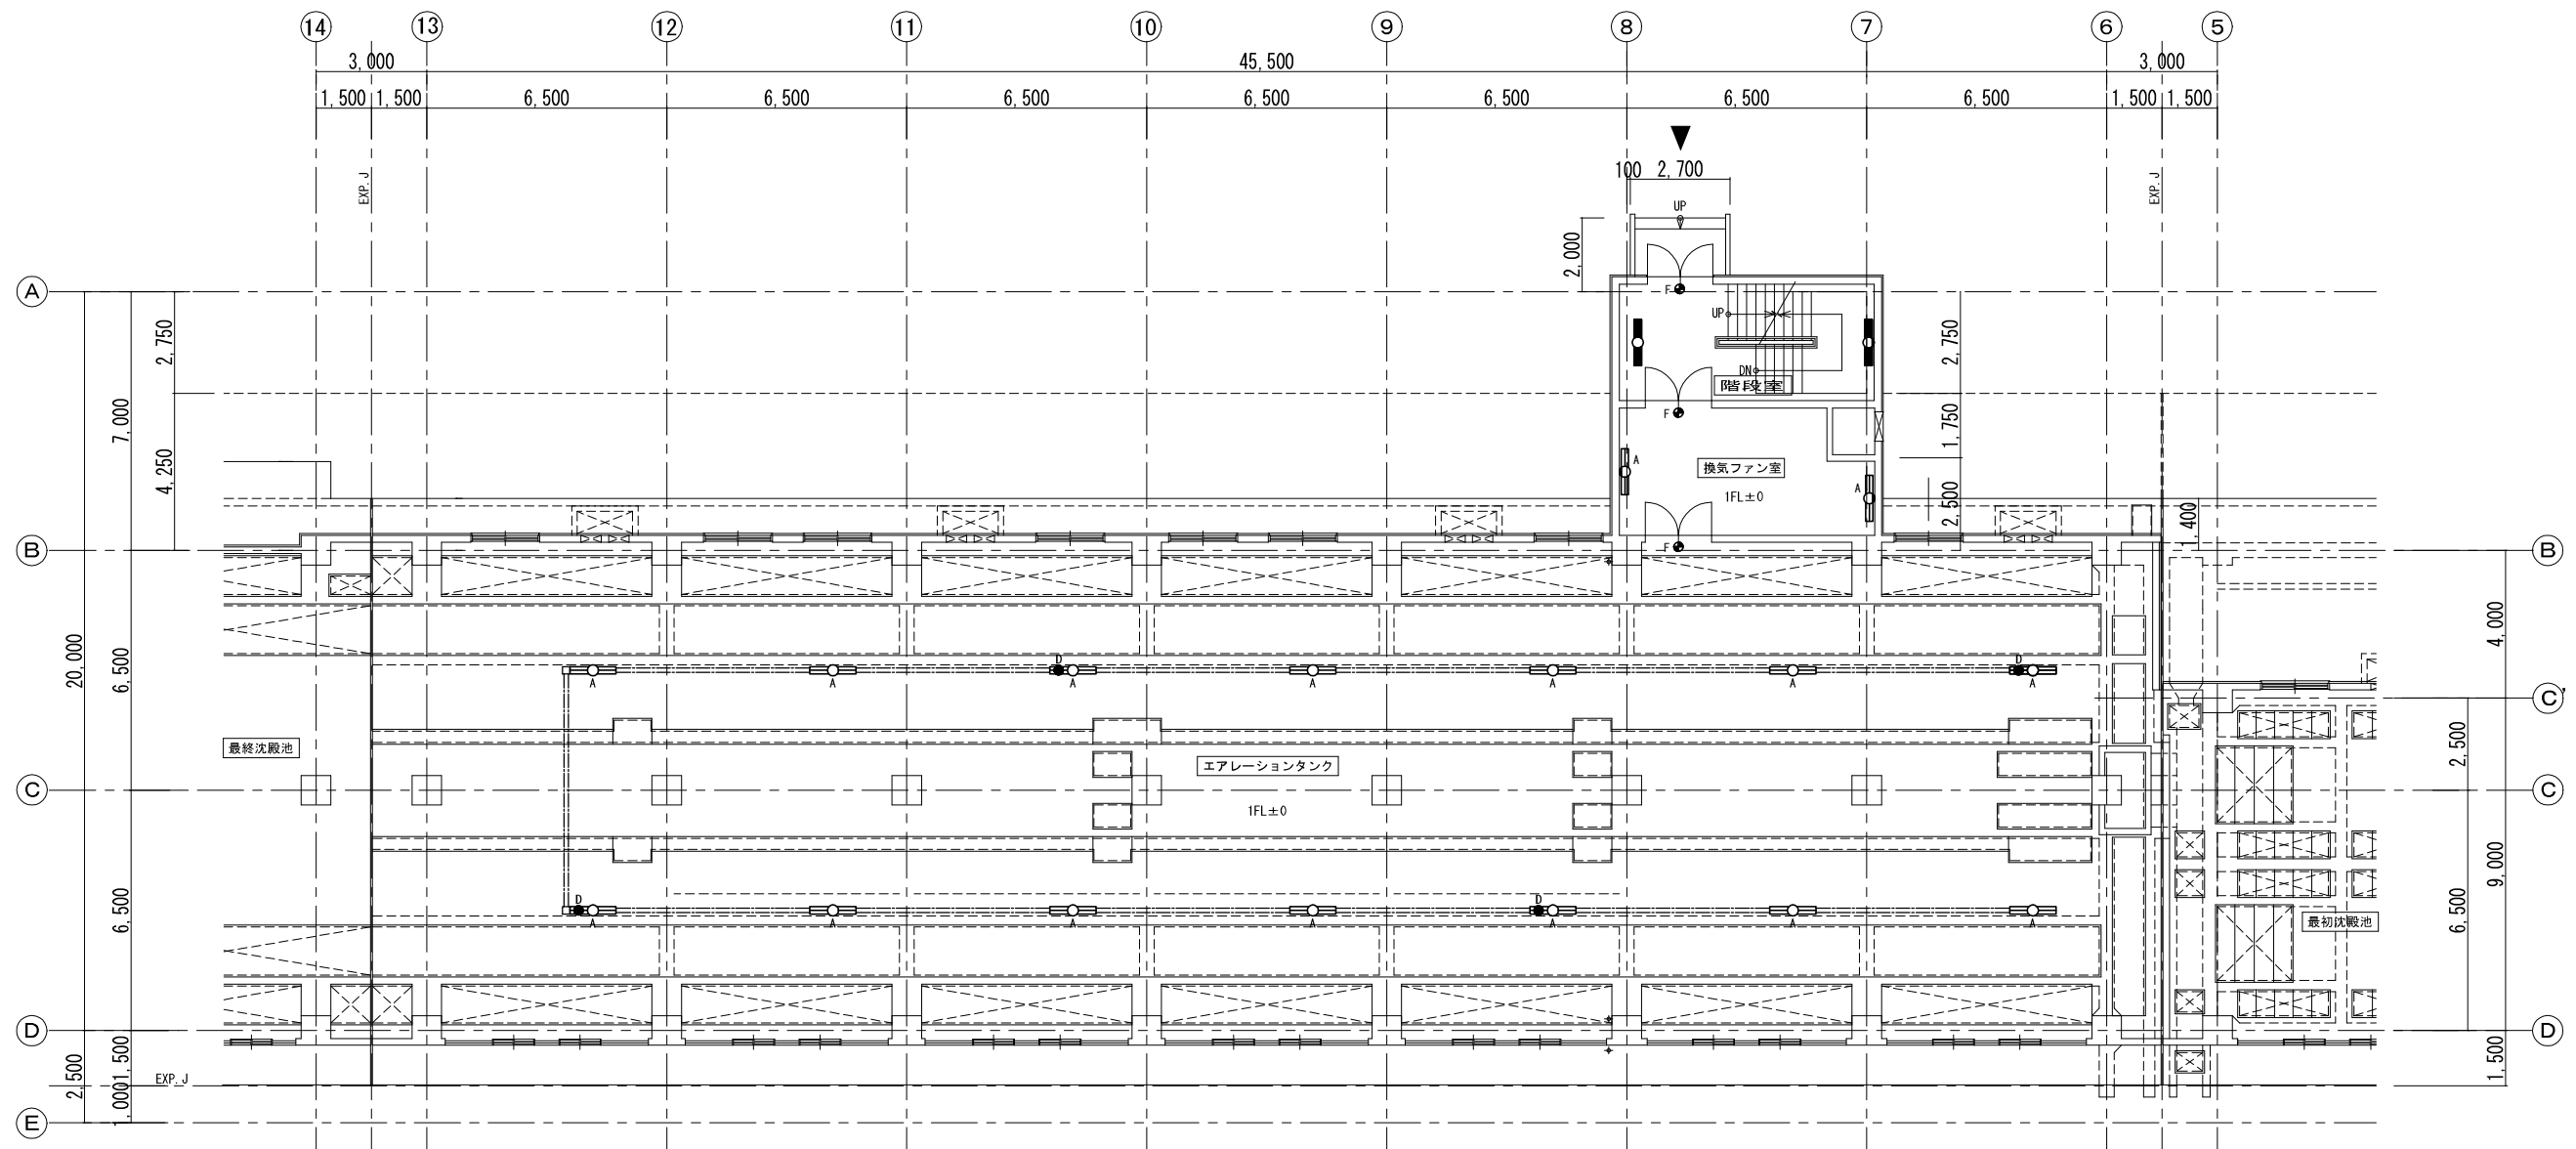 14 13 12 11 10 9 8 7 6 5
3,000 45,500 3,000
1,500 1,500 6,500 6,500 6,500 6,500 6,500 6,500 6,500 1,500 1,500
EXP.J EXP.J
100 2,700
UP
2,000
A
F
UP
2,750 2,750
DN
階段室
7,000
F
1,750
4,250
A
換気ファン室
A
1FL±0
2,500
1,400
B F B
4,000
20,000
6,500
D D
A A A A A A A
C'
最終沈殿池
2,500
エアレーションタンク
C C
1FL±0
9,000
6,500
6,500
D D
A A A A A A A
最初沈殿池
D D
1,500
2,500
1,000
1,500
EXP.J
E